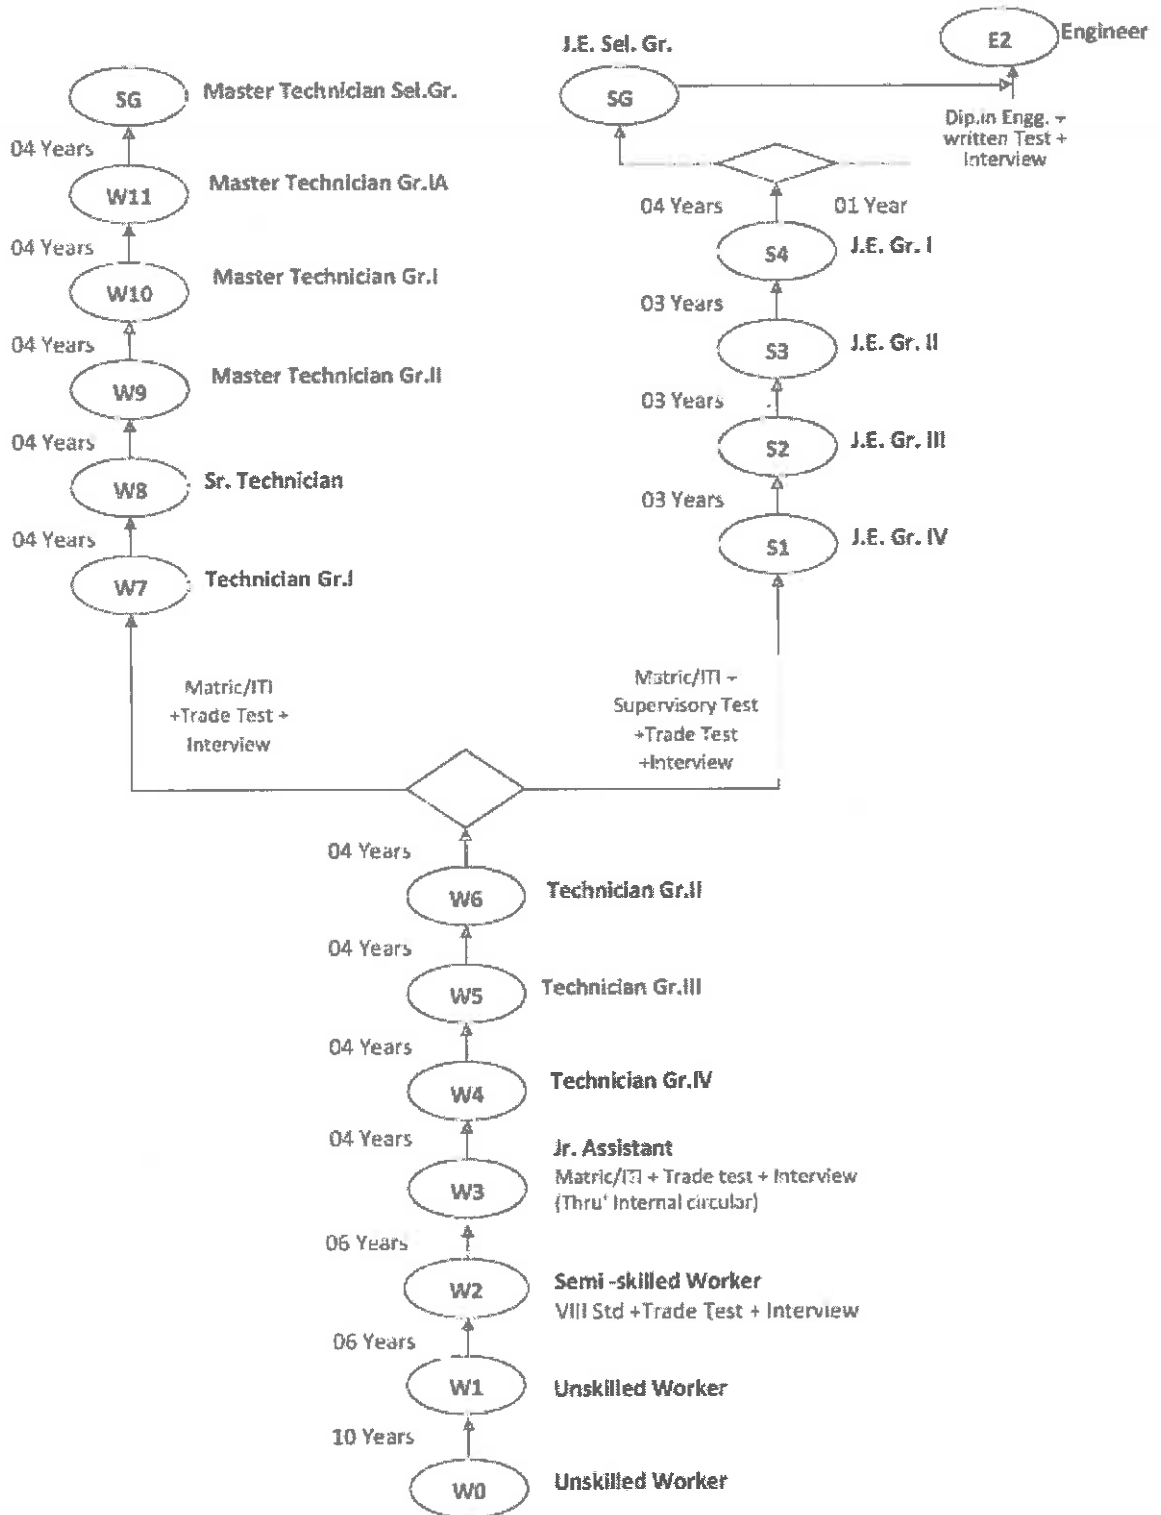 Engineer
E2
J.E. Sel. Gr.
SG
Master Technician Sel.Gr.
SG
Dip.in Engg. +
written Test +
Interview
04 Years
W11
Master Technician Gr.IA
04 Years
01 Year
S4
J.E. Gr. I
04 Years
W10
Master Technician Gr.I
03 Years
S3
J.E. Gr. II
04 Years
W9
Master Technician Gr.II
03 Years
S2
J.E. Gr. III
04 Years
W8
Sr. Technician
03 Years
S1
J.E. Gr. IV
04 Years
W7
Technician Gr.I
Matric/ITI
+Trade Test +
Interview
Matric/ITI +
Supervisory Test
+Trade Test
+Interview
04 Years
W6
Technician Gr.II
04 Years
W5
Technician Gr.III
04 Years
W4
Technician Gr.IV
04 Years
W3
Jr. Assistant
Matric/ITI + Trade test + Interview
(Thru' Internal circular)
06 Years
W2
Semi -skilled Worker
VIII Std +Trade Test + Interview
06 Years
W1
Unskilled Worker
10 Years
W0
Unskilled Worker